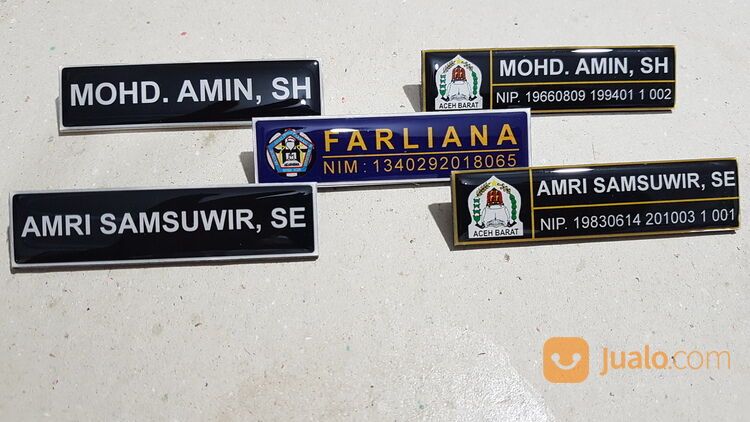 MOHD. AMIN, SH
ACEH BARAT
MOHD. AMIN, SH
NIP. 19660809 199401 1 002
FARLIANA
NIM : 1340292018065
AMRI SAMSUWIR, SE
ACEH BARAT
AMRI SAMSUWIR, SE
NIP. 19830614 201003 1 001
jualo.com